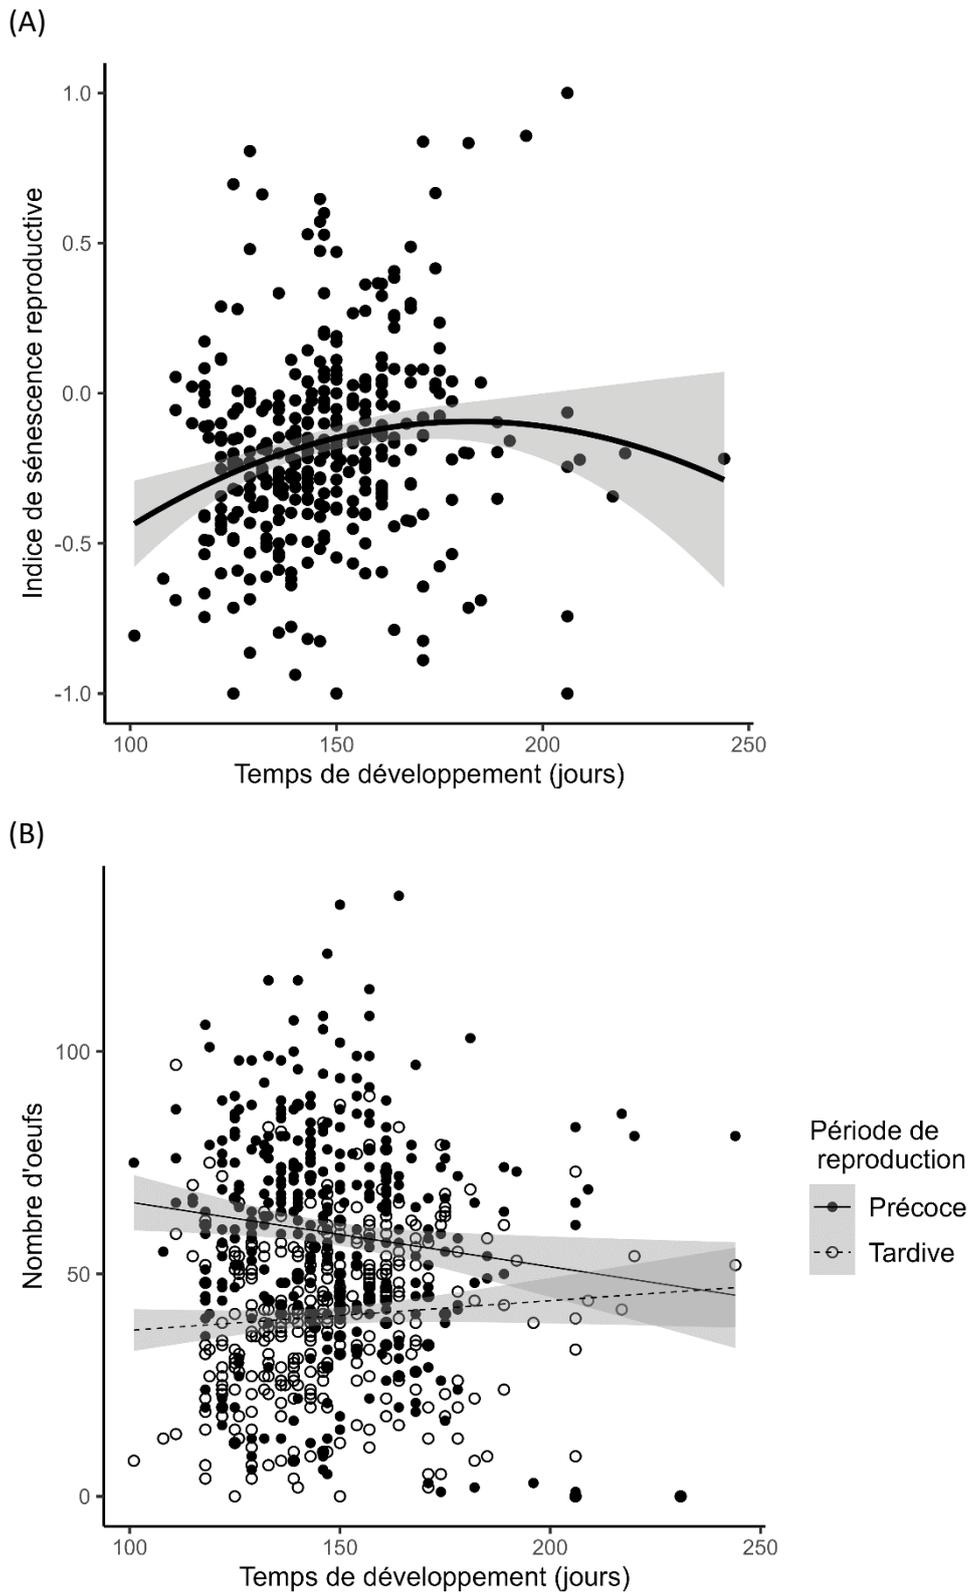 (A)
1.0
0.5
0.0
-0.5
-1.0
Indice de sénescence reproductive
100 150 200 250
Temps de développement (jours)
(B)
100
50
0
Nombre d'oeufs
100 150 200 250
Temps de développement (jours)
Période de
reproduction
Précoce
Tardive